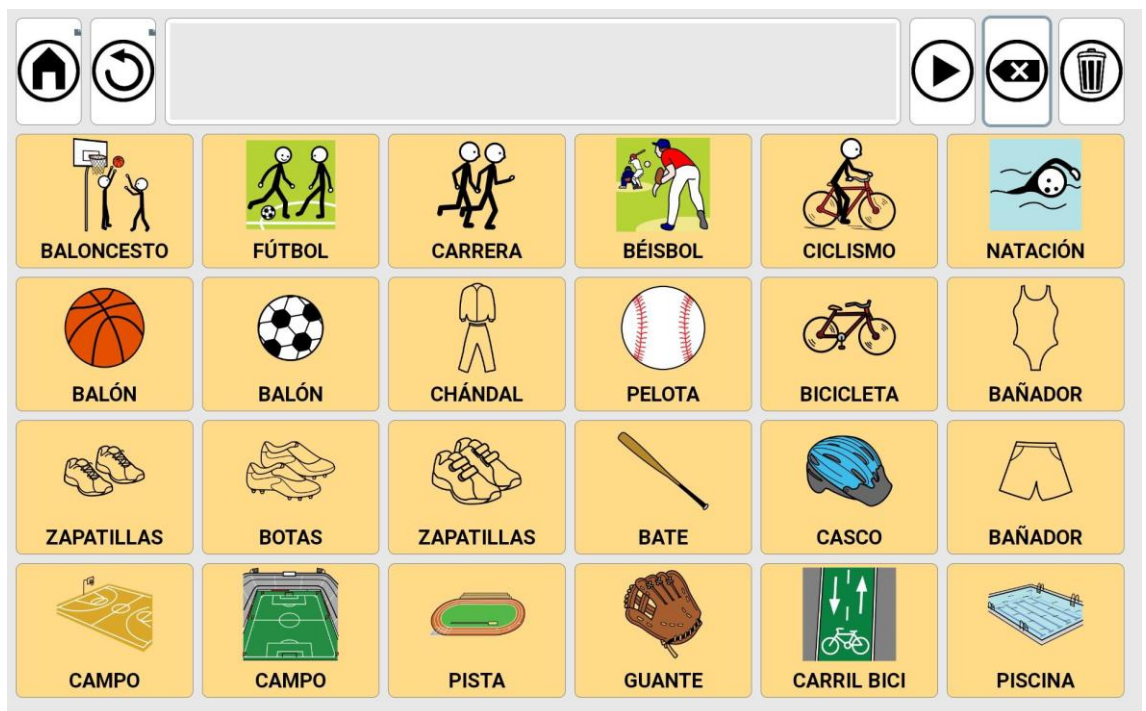 BALONCESTO
FÚTBOL
CARRERA
BÉISBOL
CICLISMO
NATACIÓN
BALÓN
BALÓN
CHÁNDAL
PELOTA
BICICLETA
BAÑADOR
ZAPATILLAS
BOTAS
ZAPATILLAS
BATE
CASCO
BAÑADOR
CAMPO
CAMPO
PISTA
GUANTE
CARRIL BICI
PISCINA